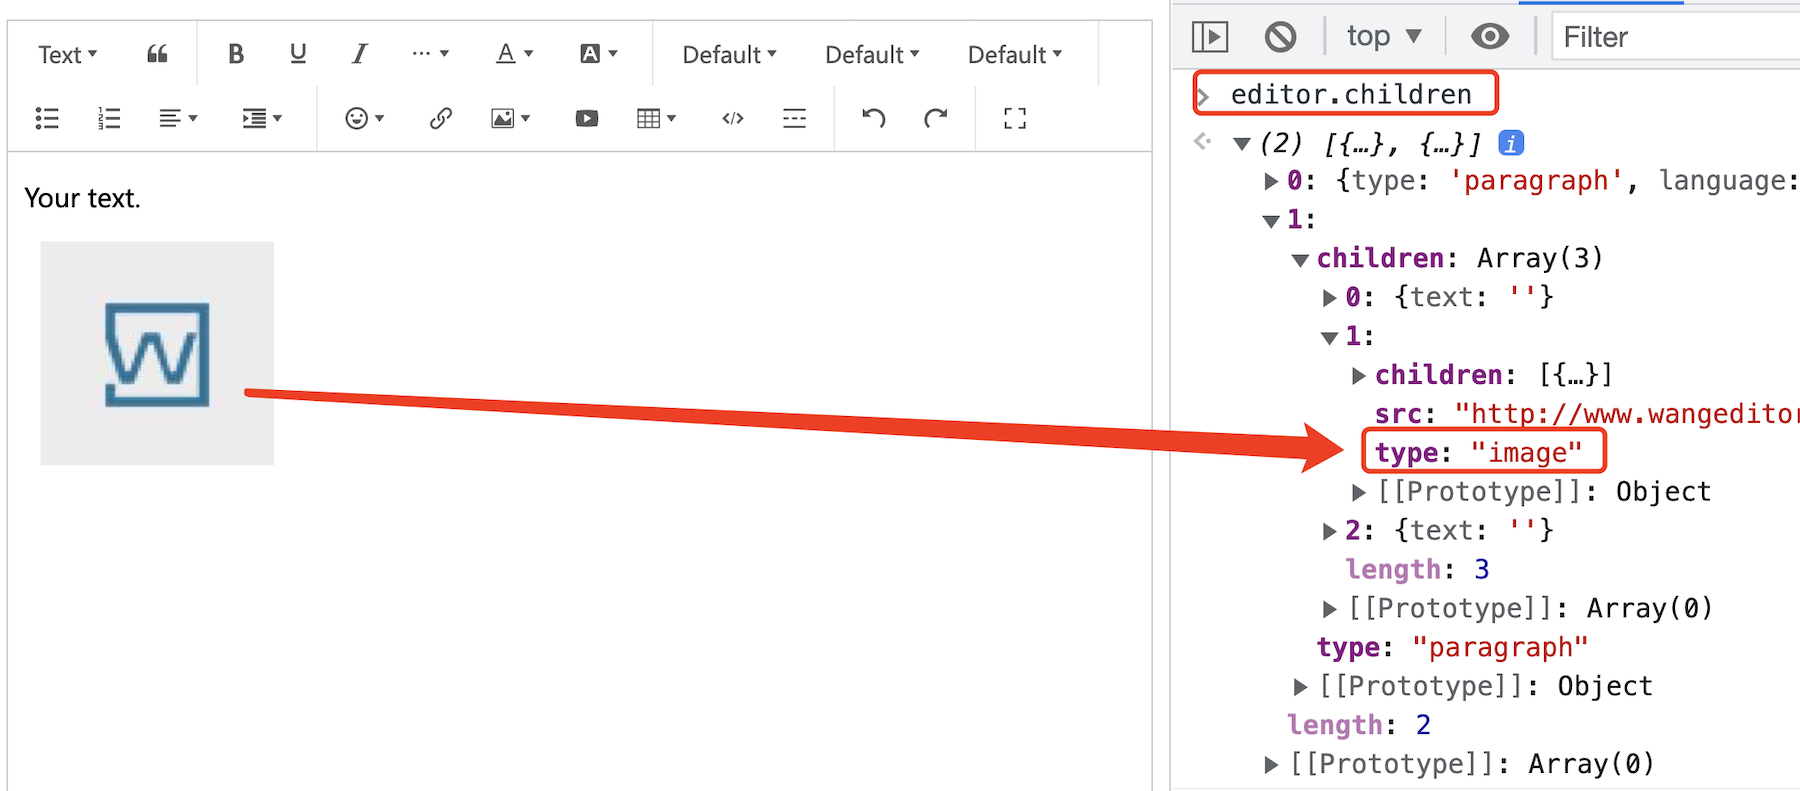 Text B U I ... A A Default Default Default
Your text.
W
top Filter
editor.children
(2) [{…}, {…}] i
0: {type: 'paragraph', language:
1:
children: Array(3)
0: {text: ''}
1:
children: [{…}]
src: "http://www.wangeditor
type: "image"
[[Prototype]]: Object
2: {text: ''}
length: 3
[[Prototype]]: Array(0)
type: "paragraph"
[[Prototype]]: Object
length: 2
[[Prototype]]: Array(0)